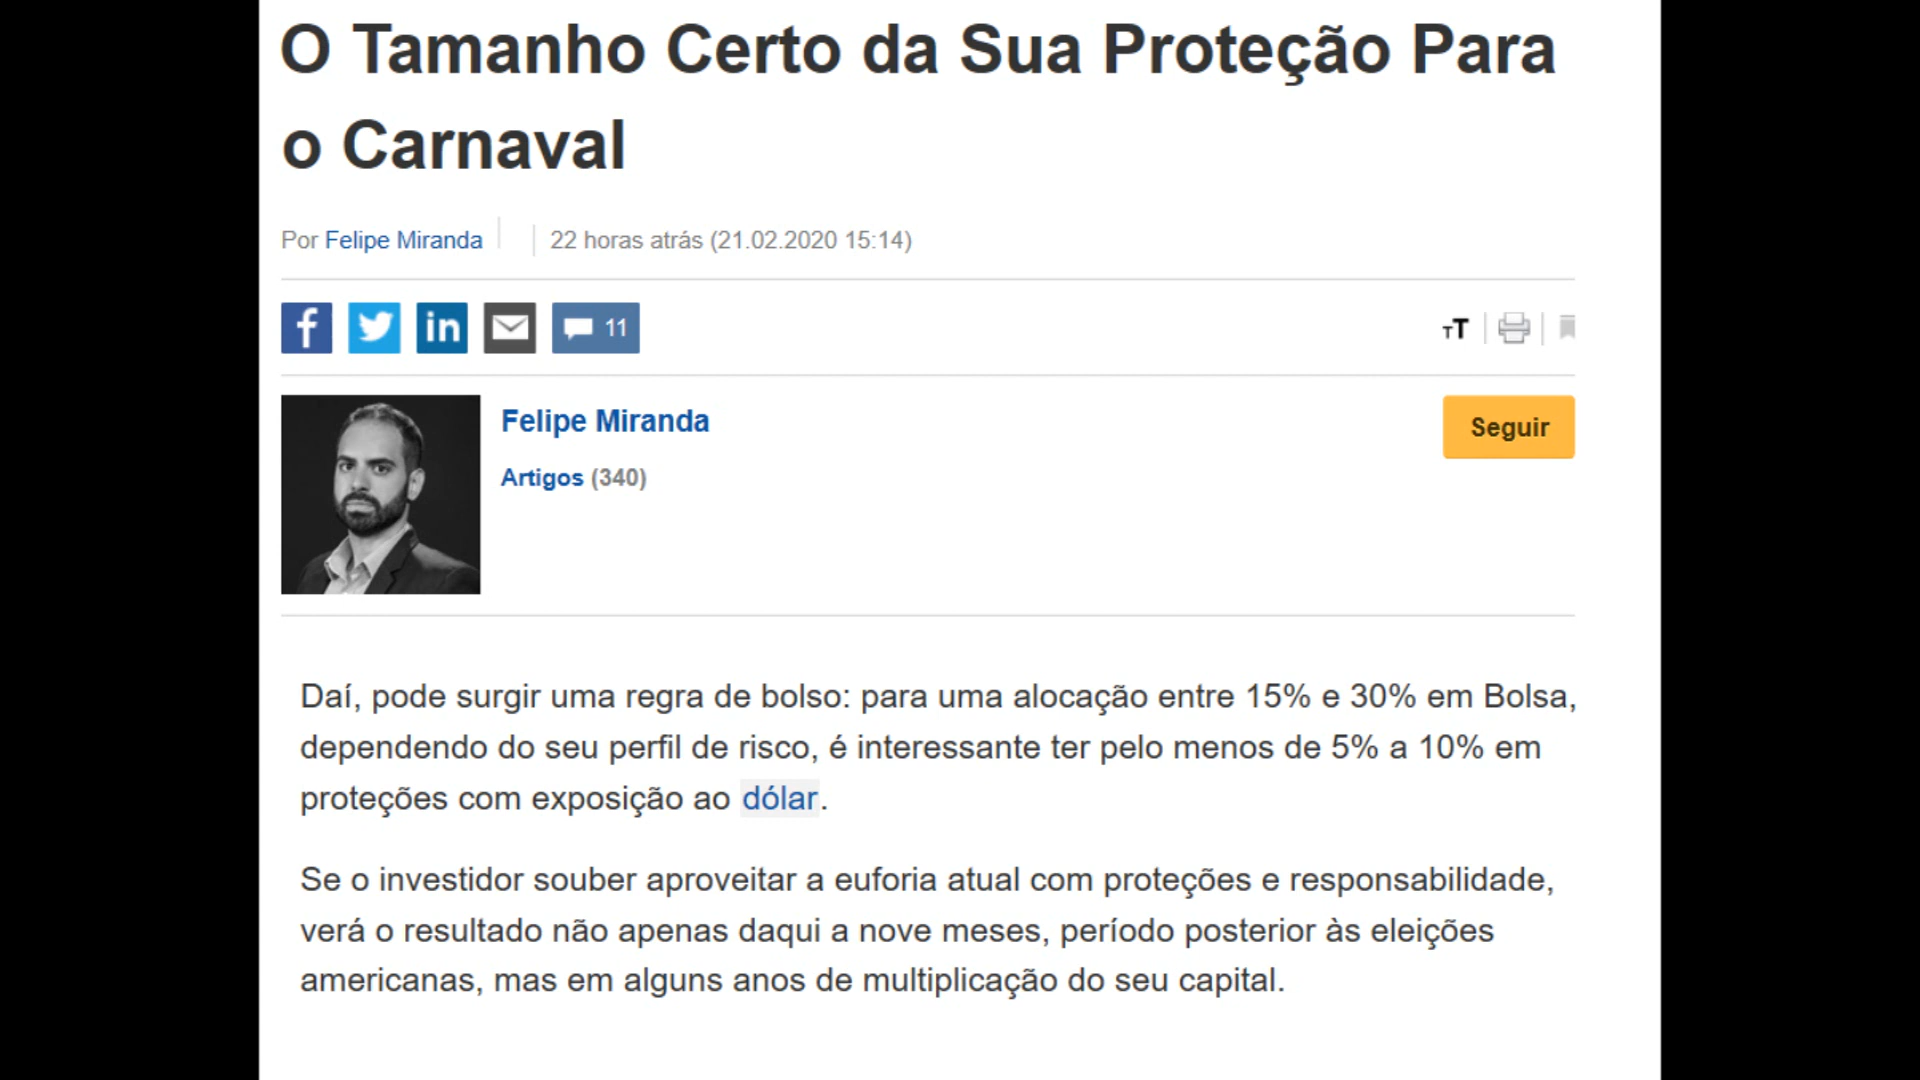 O Tamanho Certo da Sua Proteção Para
o Carnaval
Por Felipe Miranda 22 horas atrás (21.02.2020 15:14)
f in 11 TT
Felipe Miranda
Seguir
Artigos (340)
Daí, pode surgir uma regra de bolso: para uma alocação entre 15% e 30% em Bolsa,
dependendo do seu perfil de risco, é interessante ter pelo menos de 5% a 10% em
proteções com exposição ao dólar.
Se o investidor souber aproveitar a euforia atual com proteções e responsabilidade,
verá o resultado não apenas daqui a nove meses, período posterior às eleições
americanas, mas em alguns anos de multiplicação do seu capital.